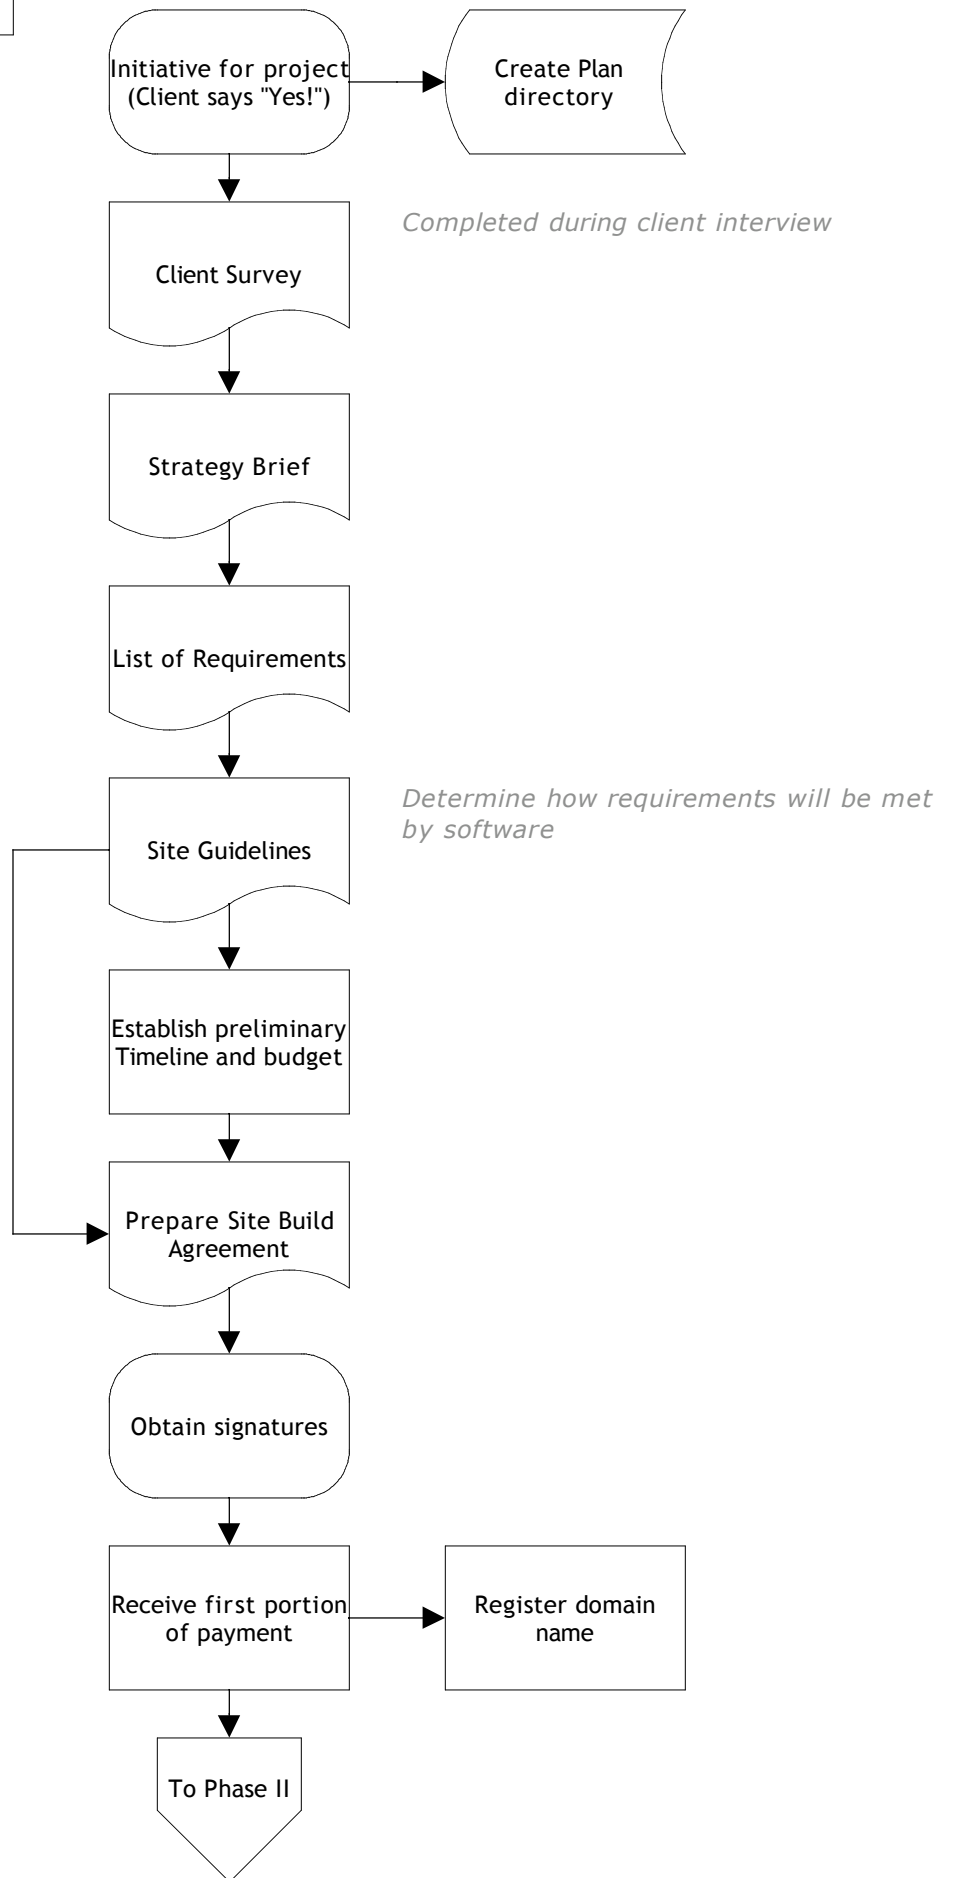 Initiative for project
(Client says "Yes!")
Create Plan
directory
Completed during client interview
Client Survey
Strategy Brief
List of Requirements
Determine how requirements will be met
by software
Site Guidelines
Establish preliminary
Timeline and budget
Prepare Site Build
Agreement
Obtain signatures
Receive first portion
of payment
Register domain
name
To Phase II